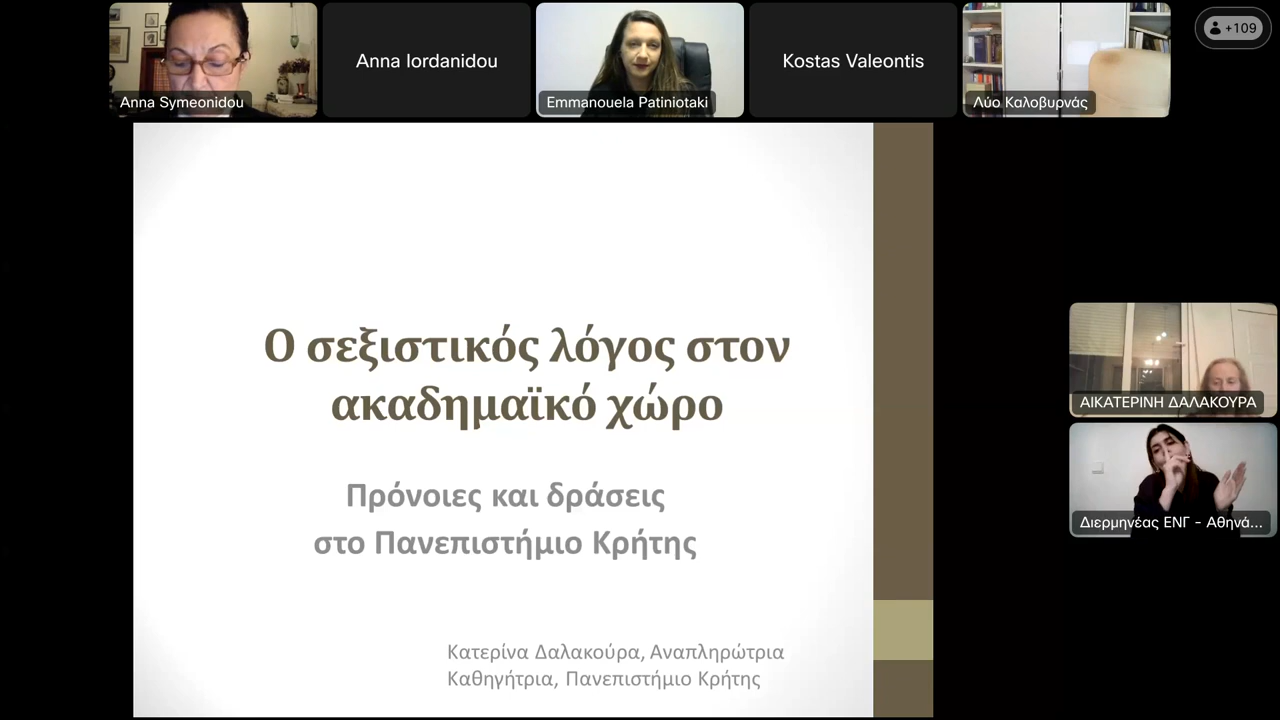 Anna Symeonidou
Anna Iordanidou
Emmanouela Patiniotaki
Kostas Valeontis
Λύο Καλοβυρνάς
+109
Ο σεξιστικός λόγος στον
ακαδημαϊκό χώρο
Πρόνοιες και δράσεις
στο Πανεπιστήμιο Κρήτης
Κατερίνα Δαλακούρα, Αναπληρώτρια
Καθηγήτρια, Πανεπιστήμιο Κρήτης
ΑΙΚΑΤΕΡΙΝΗ ΔΑΛΑΚΟΥΡΑ
Διερμηνέας ΕΝΓ - Αθηνά...